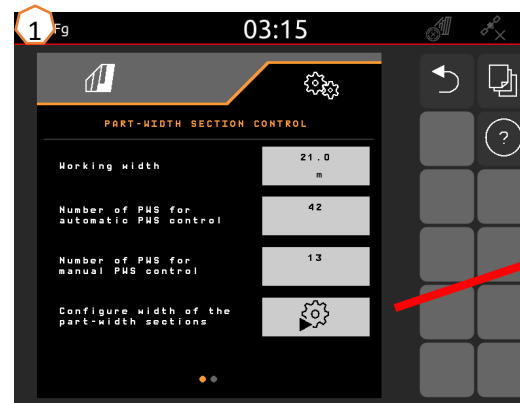 1 Fg 03:15
PART-WIDTH SECTION CONTROL
Working width
21.0
m
Number of PWS for
automatic PWS control
42
Number of PWS for
manual PWS control
13
Configure width of the
part-width sections
?